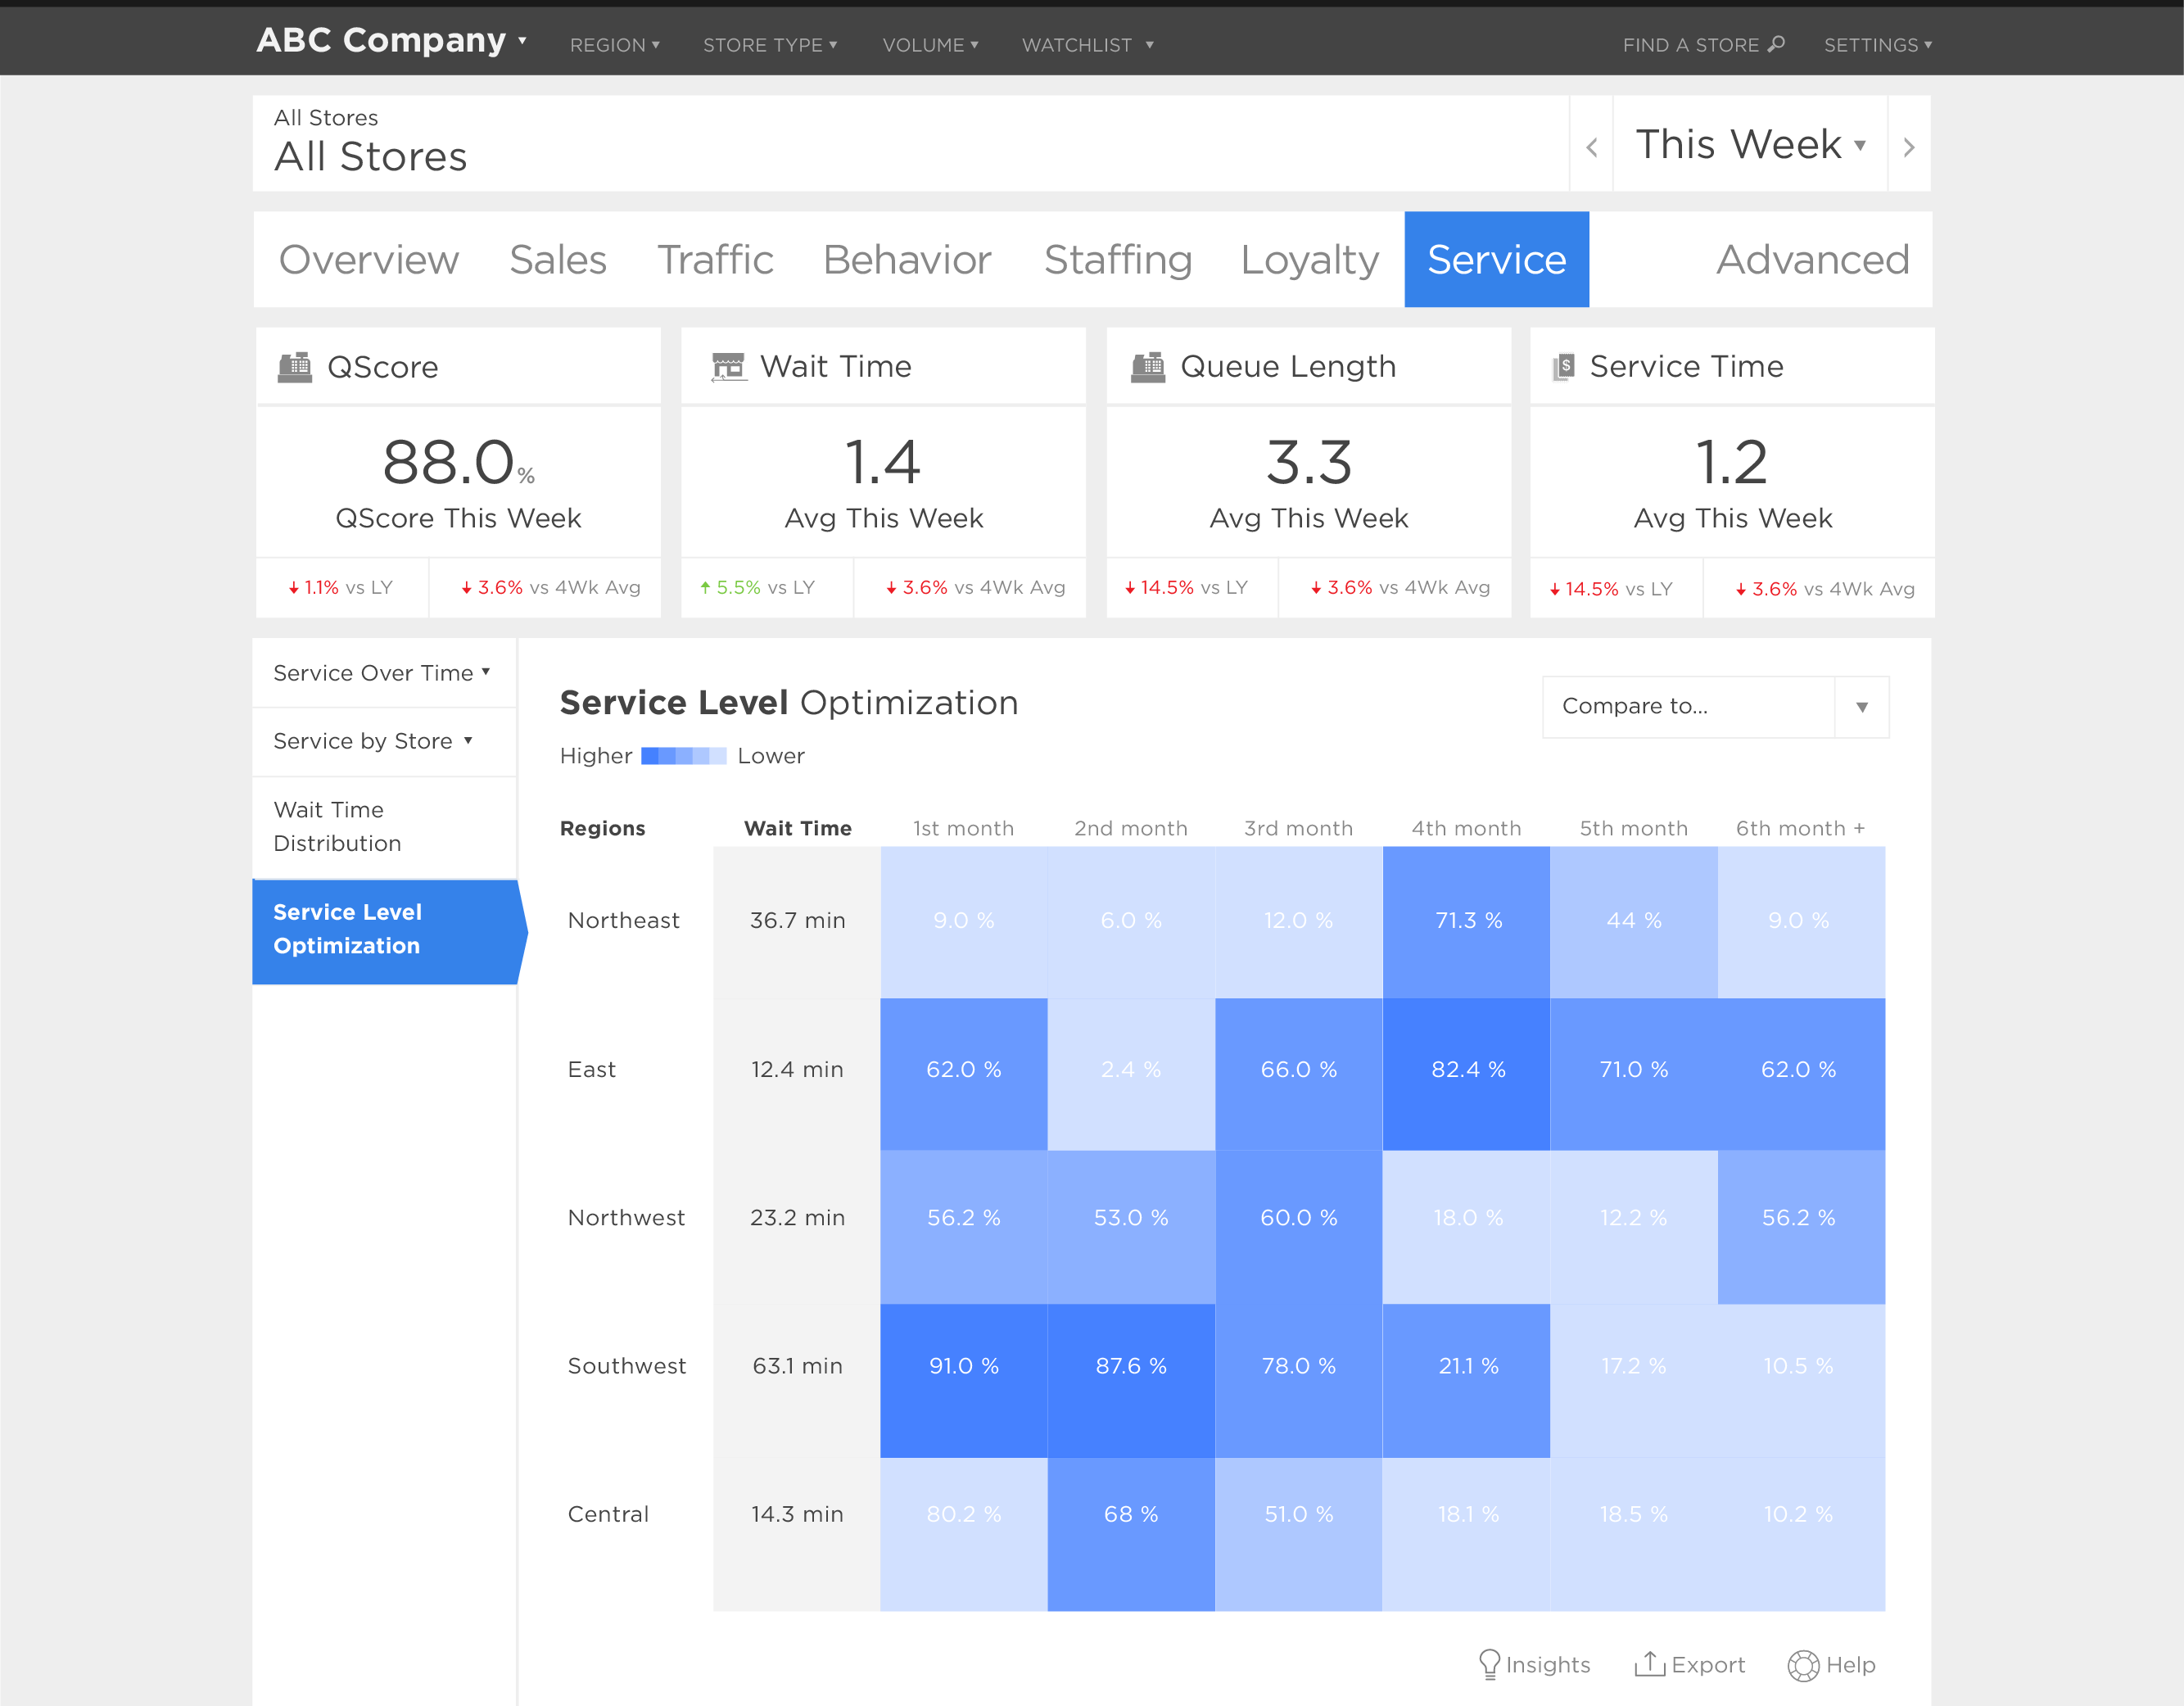 ABC Company REGION STORE TYPE VOLUME WATCHLIST FIND A STORE SETTINGS
All Stores
All Stores
This Week
Overview Sales Traffic Behavior Staffing Loyalty Service Advanced
QScore
88.0%
QScore This Week
1.1% vs LY 3.6% vs 4Wk Avg
Wait Time
1.4
Avg This Week
5.5% vs LY 3.6% vs 4Wk Avg
Queue Length
3.3
Avg This Week
14.5% vs LY 3.6% vs 4Wk Avg
$
Service Time
1.2
Avg This Week
14.5% vs LY 3.6% vs 4Wk Avg
Service Over Time
Service by Store
Wait Time
Distribution
Service Level
Optimization
Service Level Optimization
Compare to...
Higher Lower
Regions Wait Time 1st month 2nd month 3rd month 4th month 5th month 6th month +
Northeast 36.7 min 9.0 % 6.0 % 12.0 % 71.3 % 44 % 9.0 %
East 12.4 min 62.0 % 2.4 % 66.0 % 82.4 % 71.0 % 62.0 %
Northwest 23.2 min 56.2 % 53.0 % 60.0 % 18.0 % 12.2 % 56.2 %
Southwest 63.1 min 91.0 % 87.6 % 78.0 % 21.1 % 17.2 % 10.5 %
Central 14.3 min 80.2 % 68 % 51.0 % 18.1 % 18.5 % 10.2 %
Insights Export Help